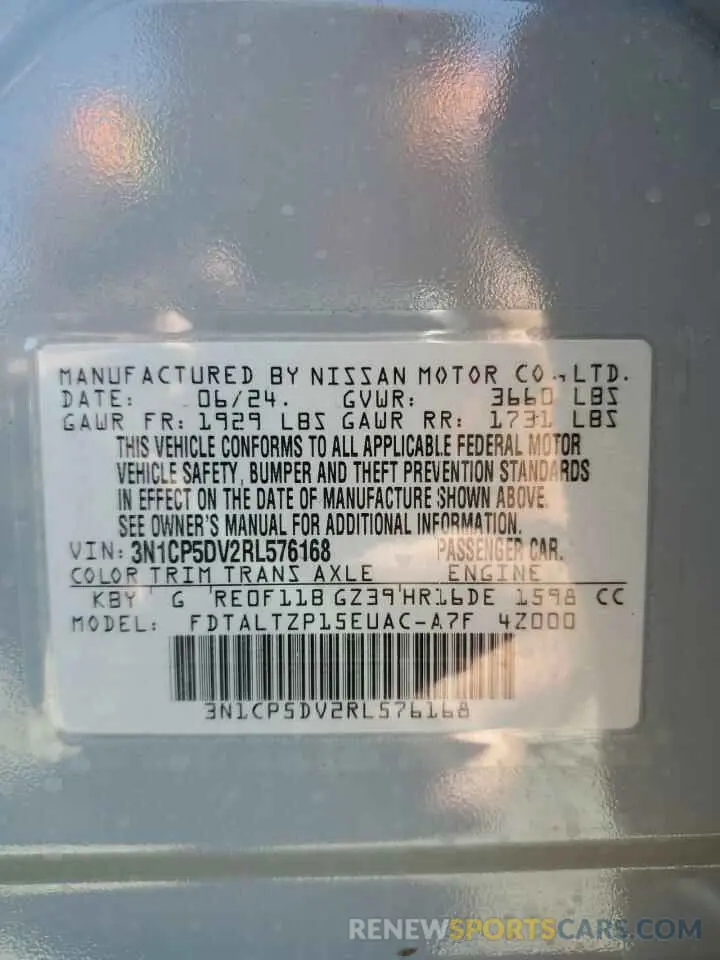 MANUFACTURED BY NISSAN MOTOR CO., LTD.
DATE: 06/24. GVWR: 3660 LBS
GAWR FR: 1929 LBS GAWR RR: 1731 LBS
THIS VEHICLE CONFORMS TO ALL APPLICABLE FEDERAL MOTOR
VEHICLE SAFETY, BUMPER AND THEFT PREVENTION STANDARDS
IN EFFECT ON THE DATE OF MANUFACTURE SHOWN ABOVE.
SEE OWNER'S MANUAL FOR ADDITIONAL INFORMATION.
VIN: 3N1CP5DV2RL576168 PASSENGER CAR.
COLOR TRIM TRANS AXLE ENGINE
KBY G RE0F11B GZ39 HR16DE 1598 CC
MODEL: FDTALTZP15EUAC-A7F 4Z000
3N1CP5DV2RL576168
RENEWSPORTSCARS.COM